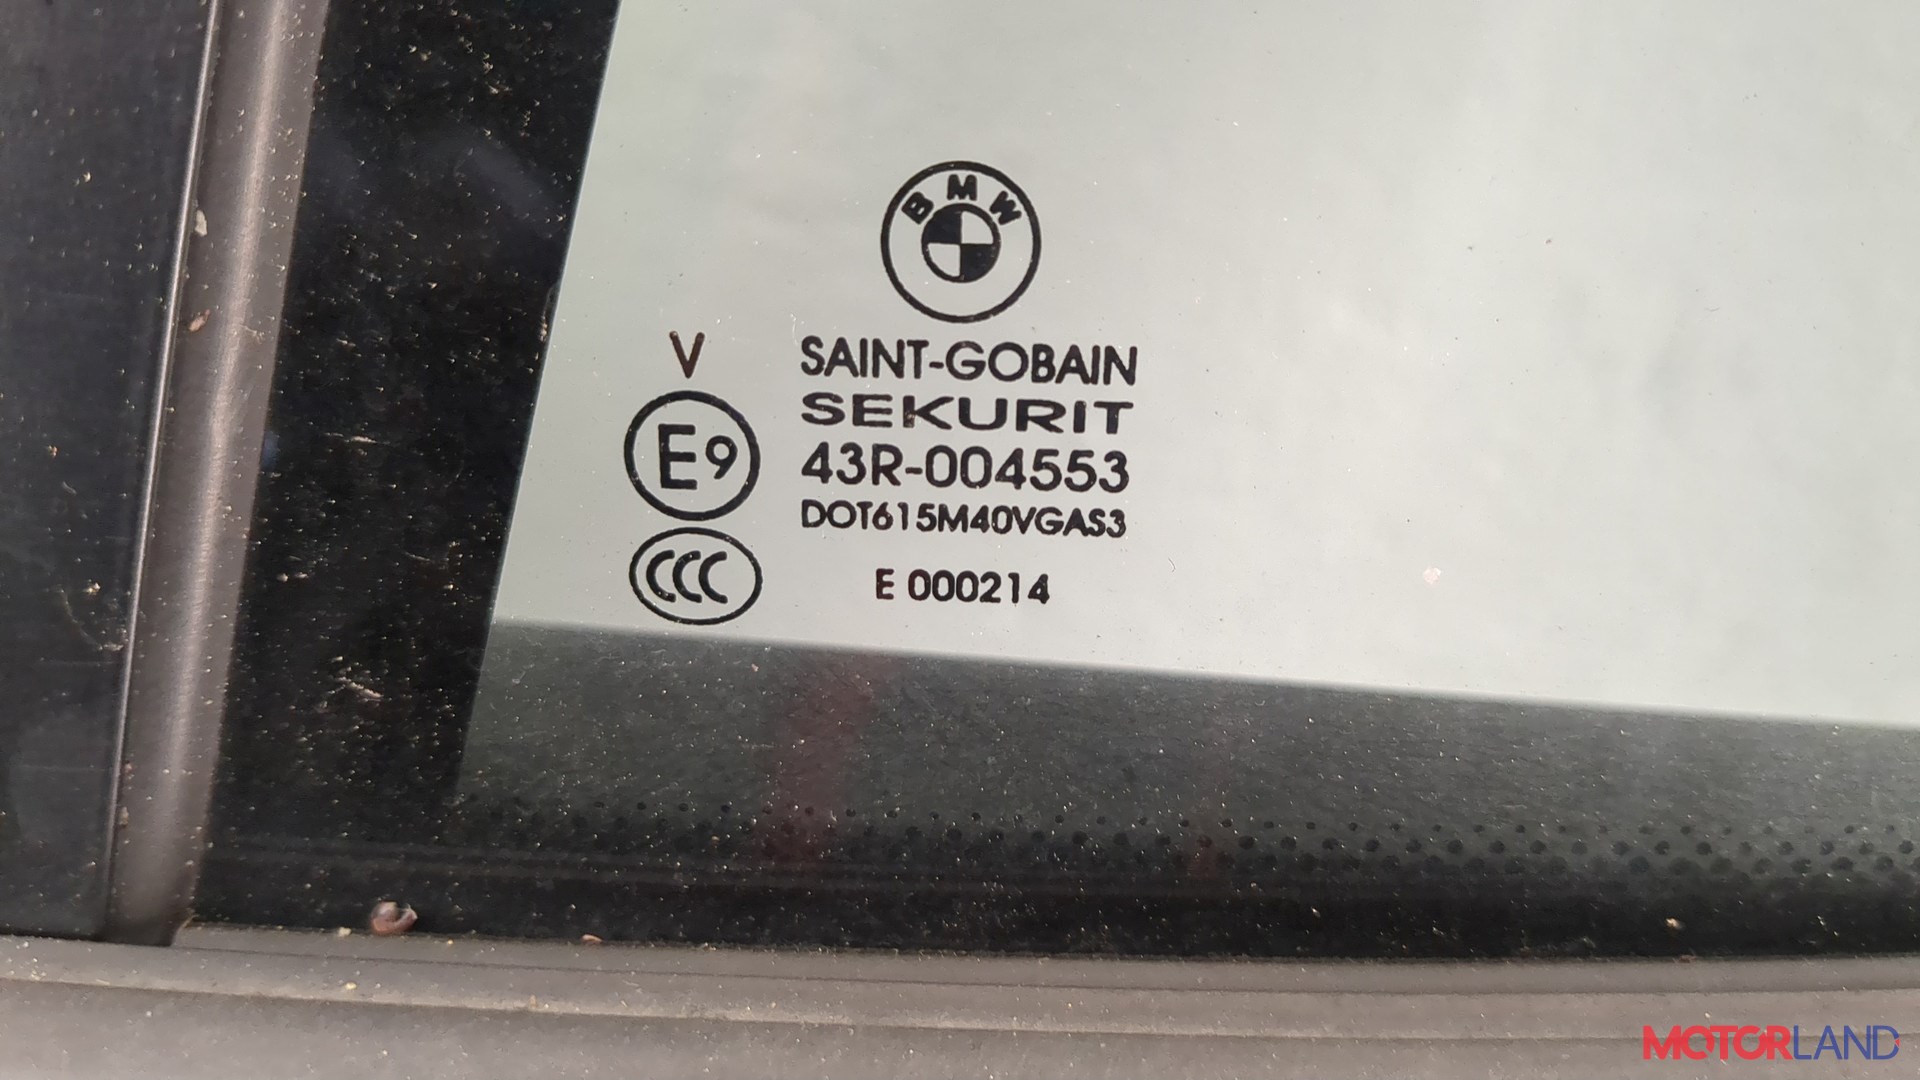 BMW
V
SAINT-GOBAIN
SEKURIT
E9
43R-004553
DOT615M40VGAS3
CCC
E 000214
MOTORLAND